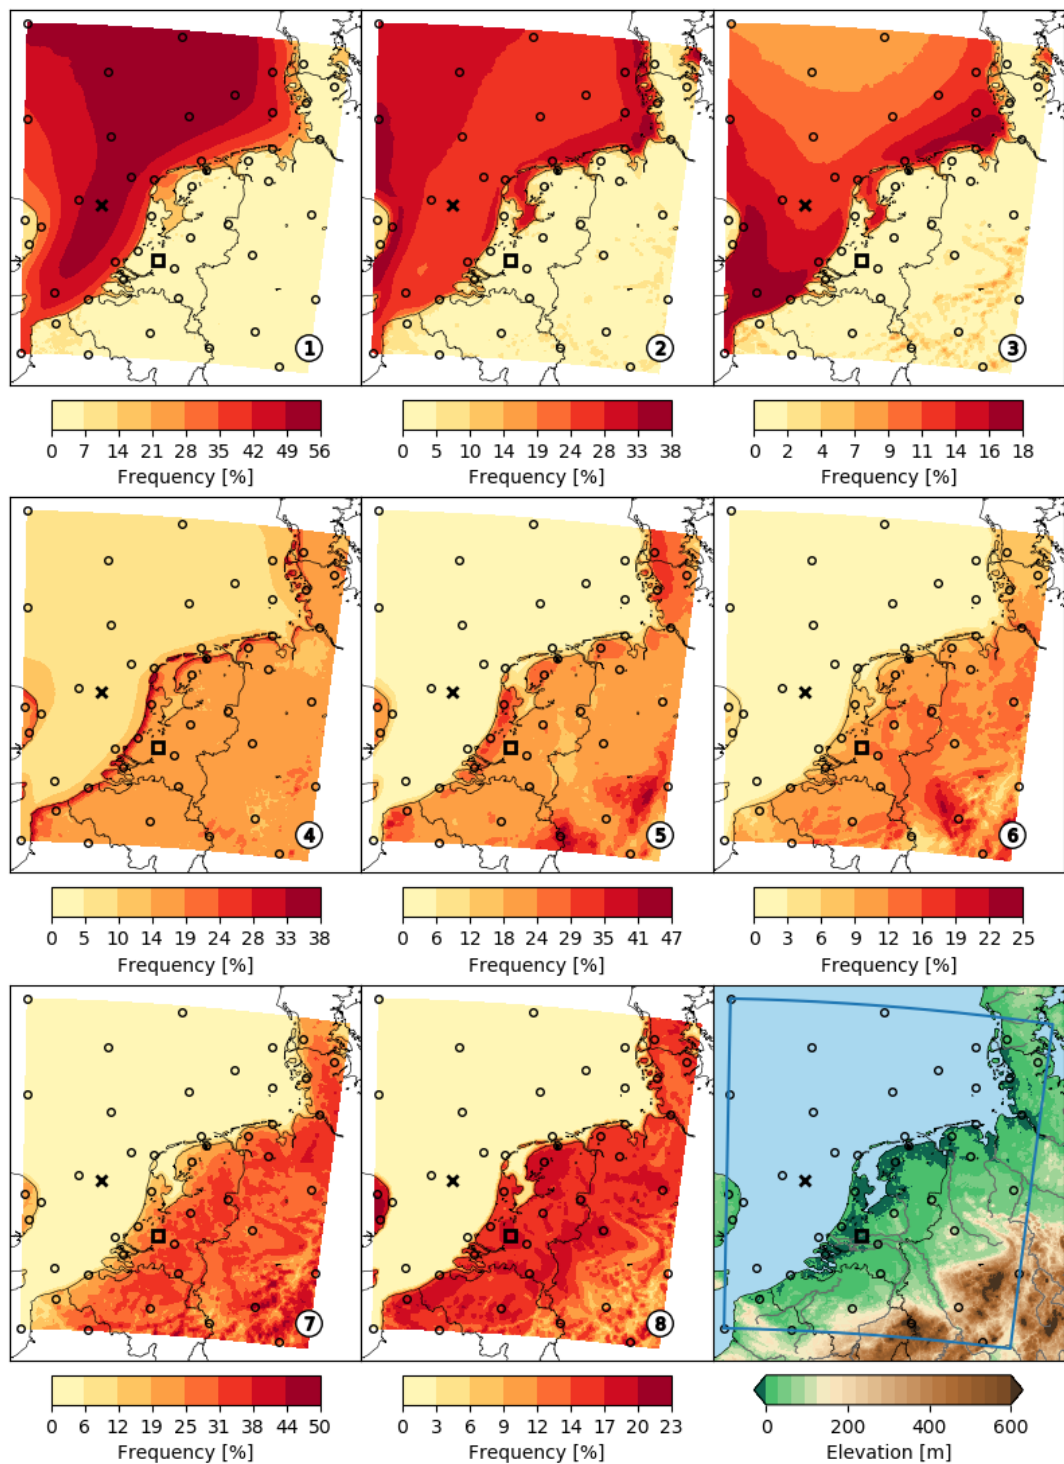 1
2
3
0 7 14 21 28 35 42 49 56
Frequency [%]
0 5 10 14 19 24 28 33 38
Frequency [%]
0 2 4 7 9 11 14 16 18
Frequency [%]
4
5
6
0 5 10 14 19 24 28 33 38
Frequency [%]
0 6 12 18 24 29 35 41 47
Frequency [%]
0 3 6 9 12 16 19 22 25
Frequency [%]
7
8
0 6 12 19 25 31 38 44 50
Frequency [%]
0 3 6 9 12 14 17 20 23
Frequency [%]
0 200 400 600
Elevation [m]